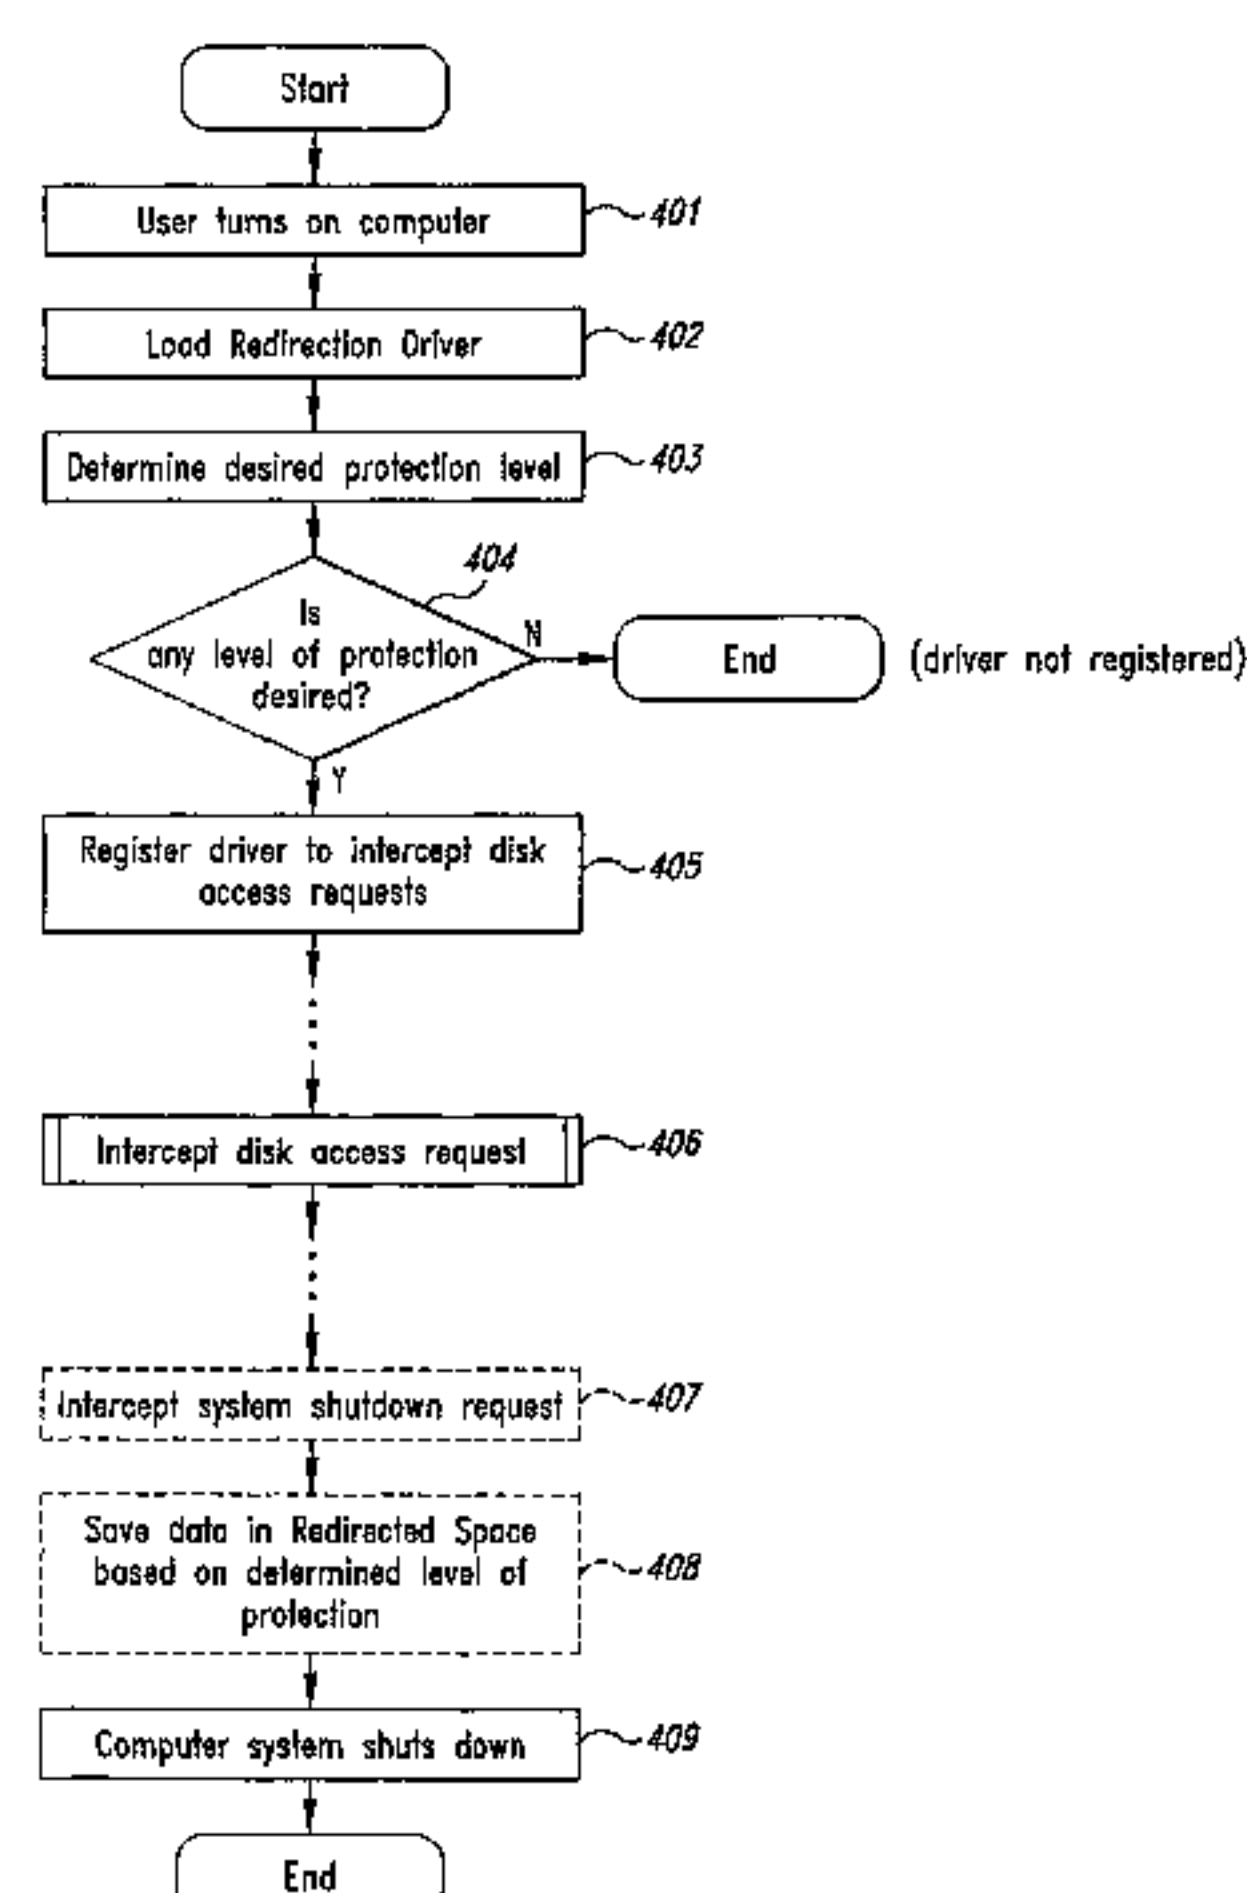 Start
User turns on computer
401
Load Redirection Driver
402
Determine desired protection level
403
404
Is
any level of protection
desired?
N
End
(driver not registered)
Y
Register driver to intercept disk
access requests
405
Intercept disk access request
406
Intercept system shutdown request
407
Save data in Redirected Space
based on determined level of
protection
408
Computer system shuts down
409
End